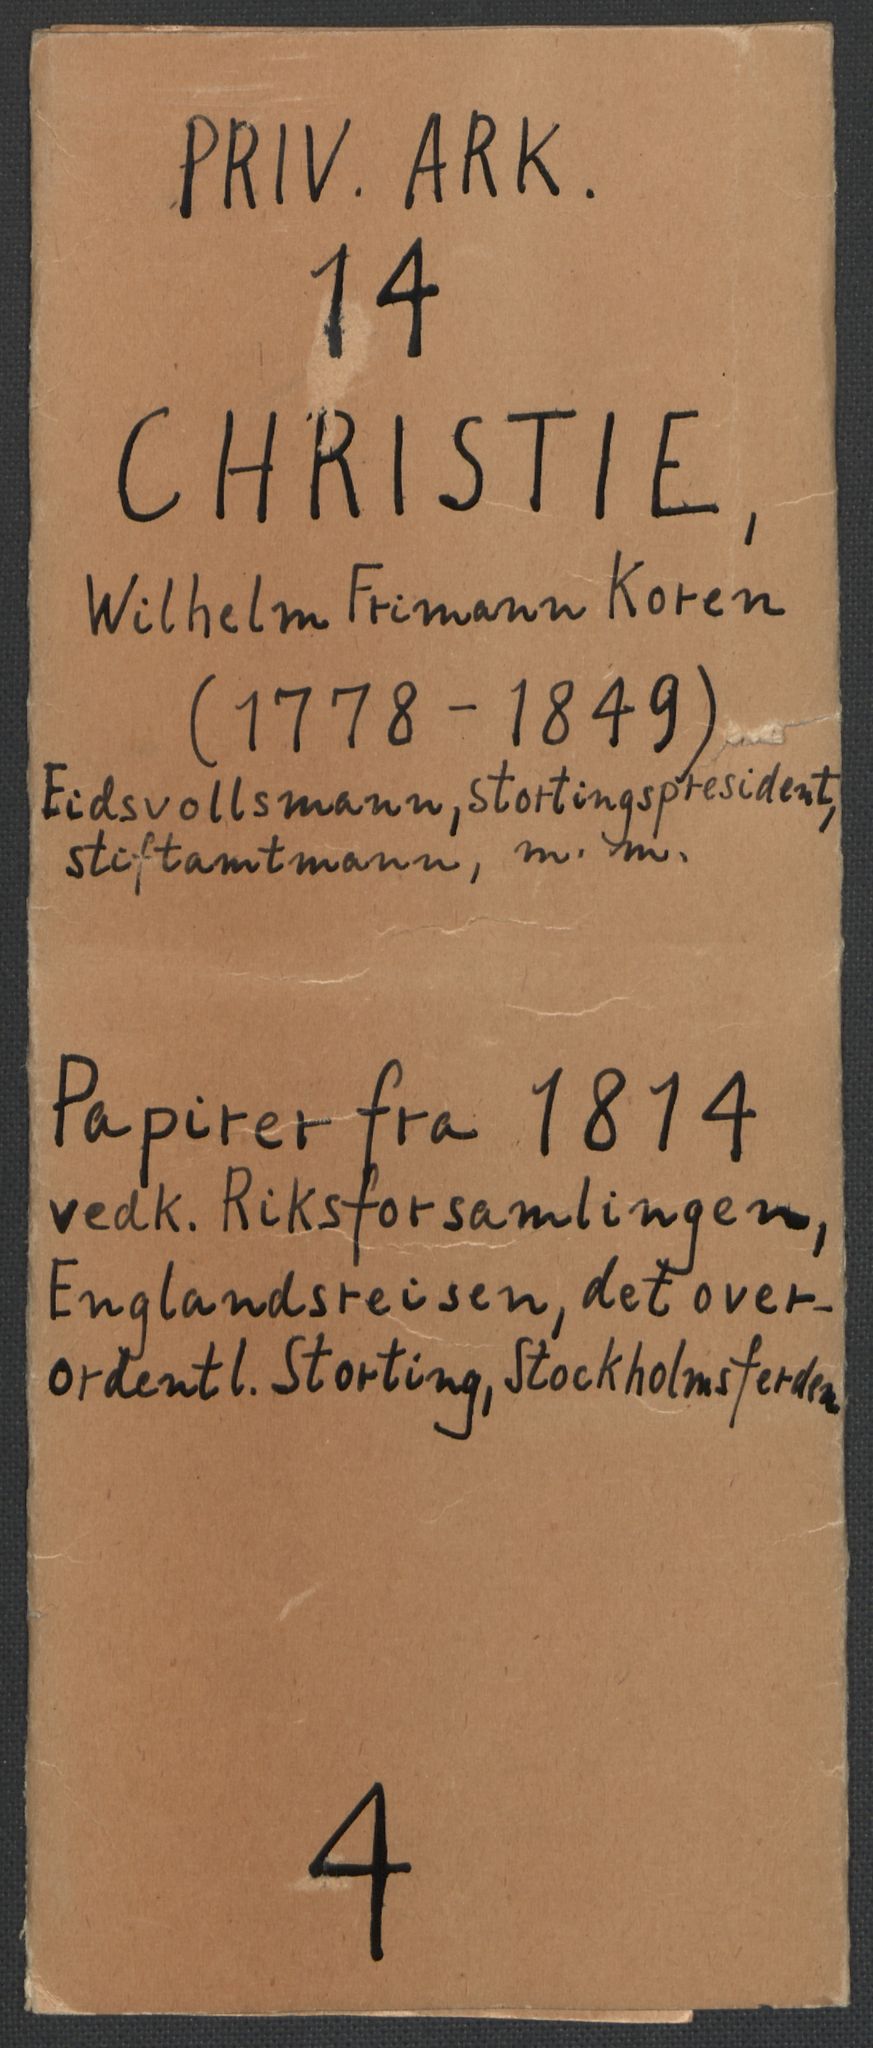 PRIV. ARK.
14
CHRISTIE,
Wilhelm Frimann Koren
(1778-1849)
Eidsvollsmann, stortingspresident,
stiftamtmann, m.m.
Papirer fra 1814
vedk. Riksforsamlingen,
Englandsreisen, det over-
ordentl. Storting, Stockholmsferden
4